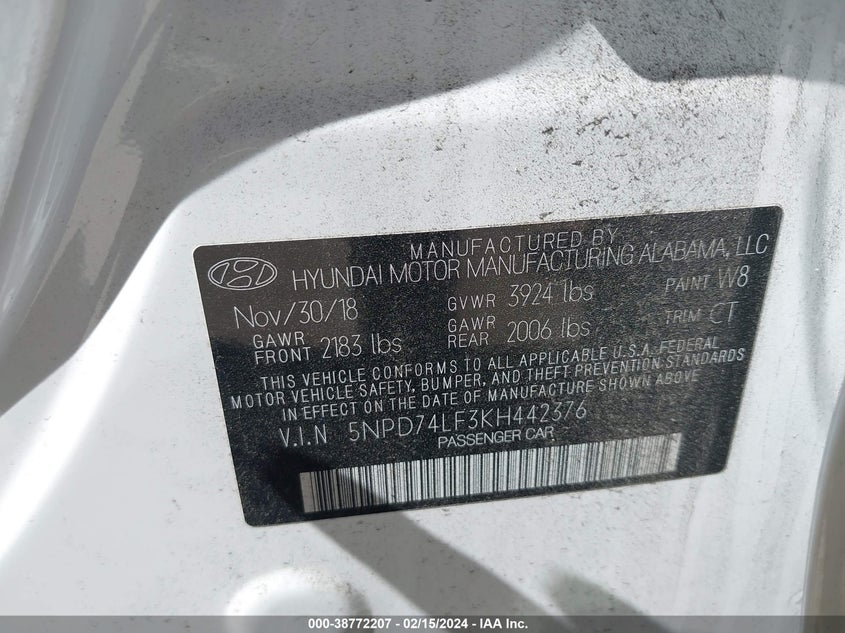 MANUFACTURED BY
HYUNDAI MOTOR MANUFACTURING ALABAMA, LLC
Nov/30/18 GVWR 3924 lbs PAINT W8
GAWR FRONT 2183 lbs GAWR REAR 2006 lbs TRIM CT
THIS VEHICLE CONFORMS TO ALL APPLICABLE U.S.A. FEDERAL
MOTOR VEHICLE SAFETY, BUMPER, AND THEFT PREVENTION STANDARDS
IN EFFECT ON THE DATE OF MANUFACTURE SHOWN ABOVE
V.I.N 5NPD74LF3KH442376
PASSENGER CAR
000-38772207 - 02/15/2024 - IAA Inc.